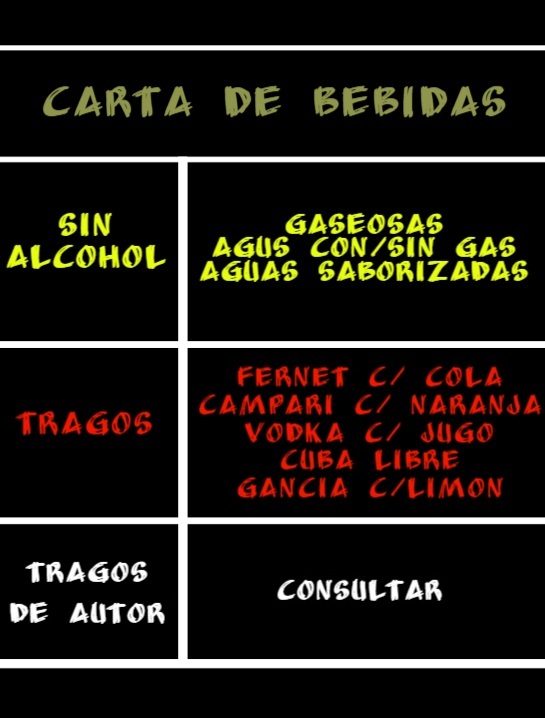 CARTA DE BEBIDAS
SIN
ALCOHOL
GASEOSAS
AGUS CON/SIN GAS
AGUAS SABORIZADAS
TRAGOS
FERNET C/ COLA
CAMPARI C/ NARANJA
VODKA C/ JUGO
CUBA LIBRE
GANCIA C/LIMON
TRAGOS
DE AUTOR
CONSULTAR